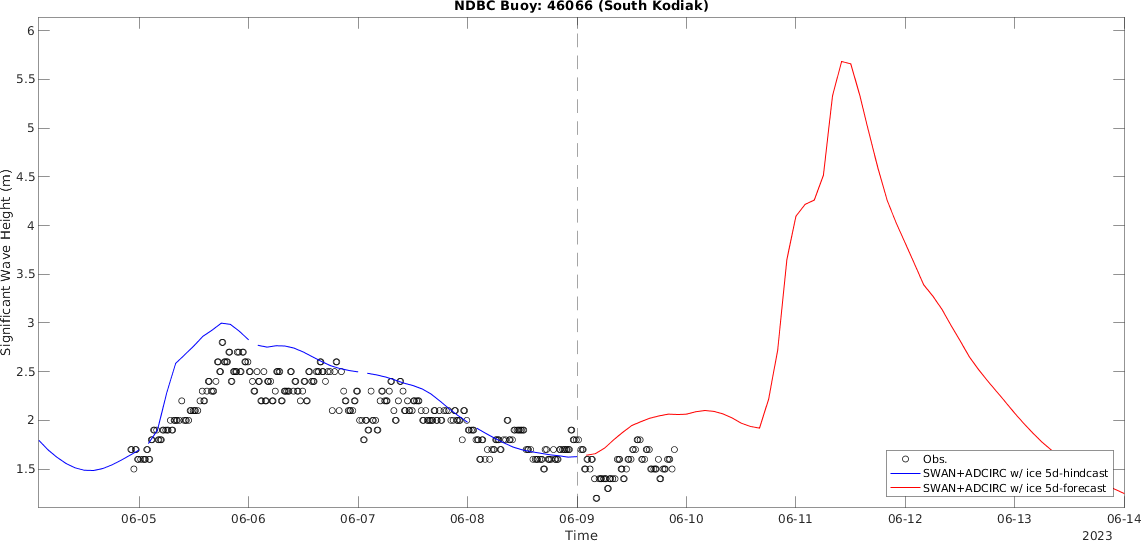 NDBC Buoy: 46066 (South Kodiak)
6
5.5
5
4.5
4
3.5
3
2.5
2
1.5
Significant Wave Height (m)
Obs.
SWAN+ADCIRC w/ ice 5d-hindcast
SWAN+ADCIRC w/ ice 5d-forecast
06-05 06-06 06-07 06-08 06-09 06-10 06-11 06-12 06-13 06-14
Time
2023